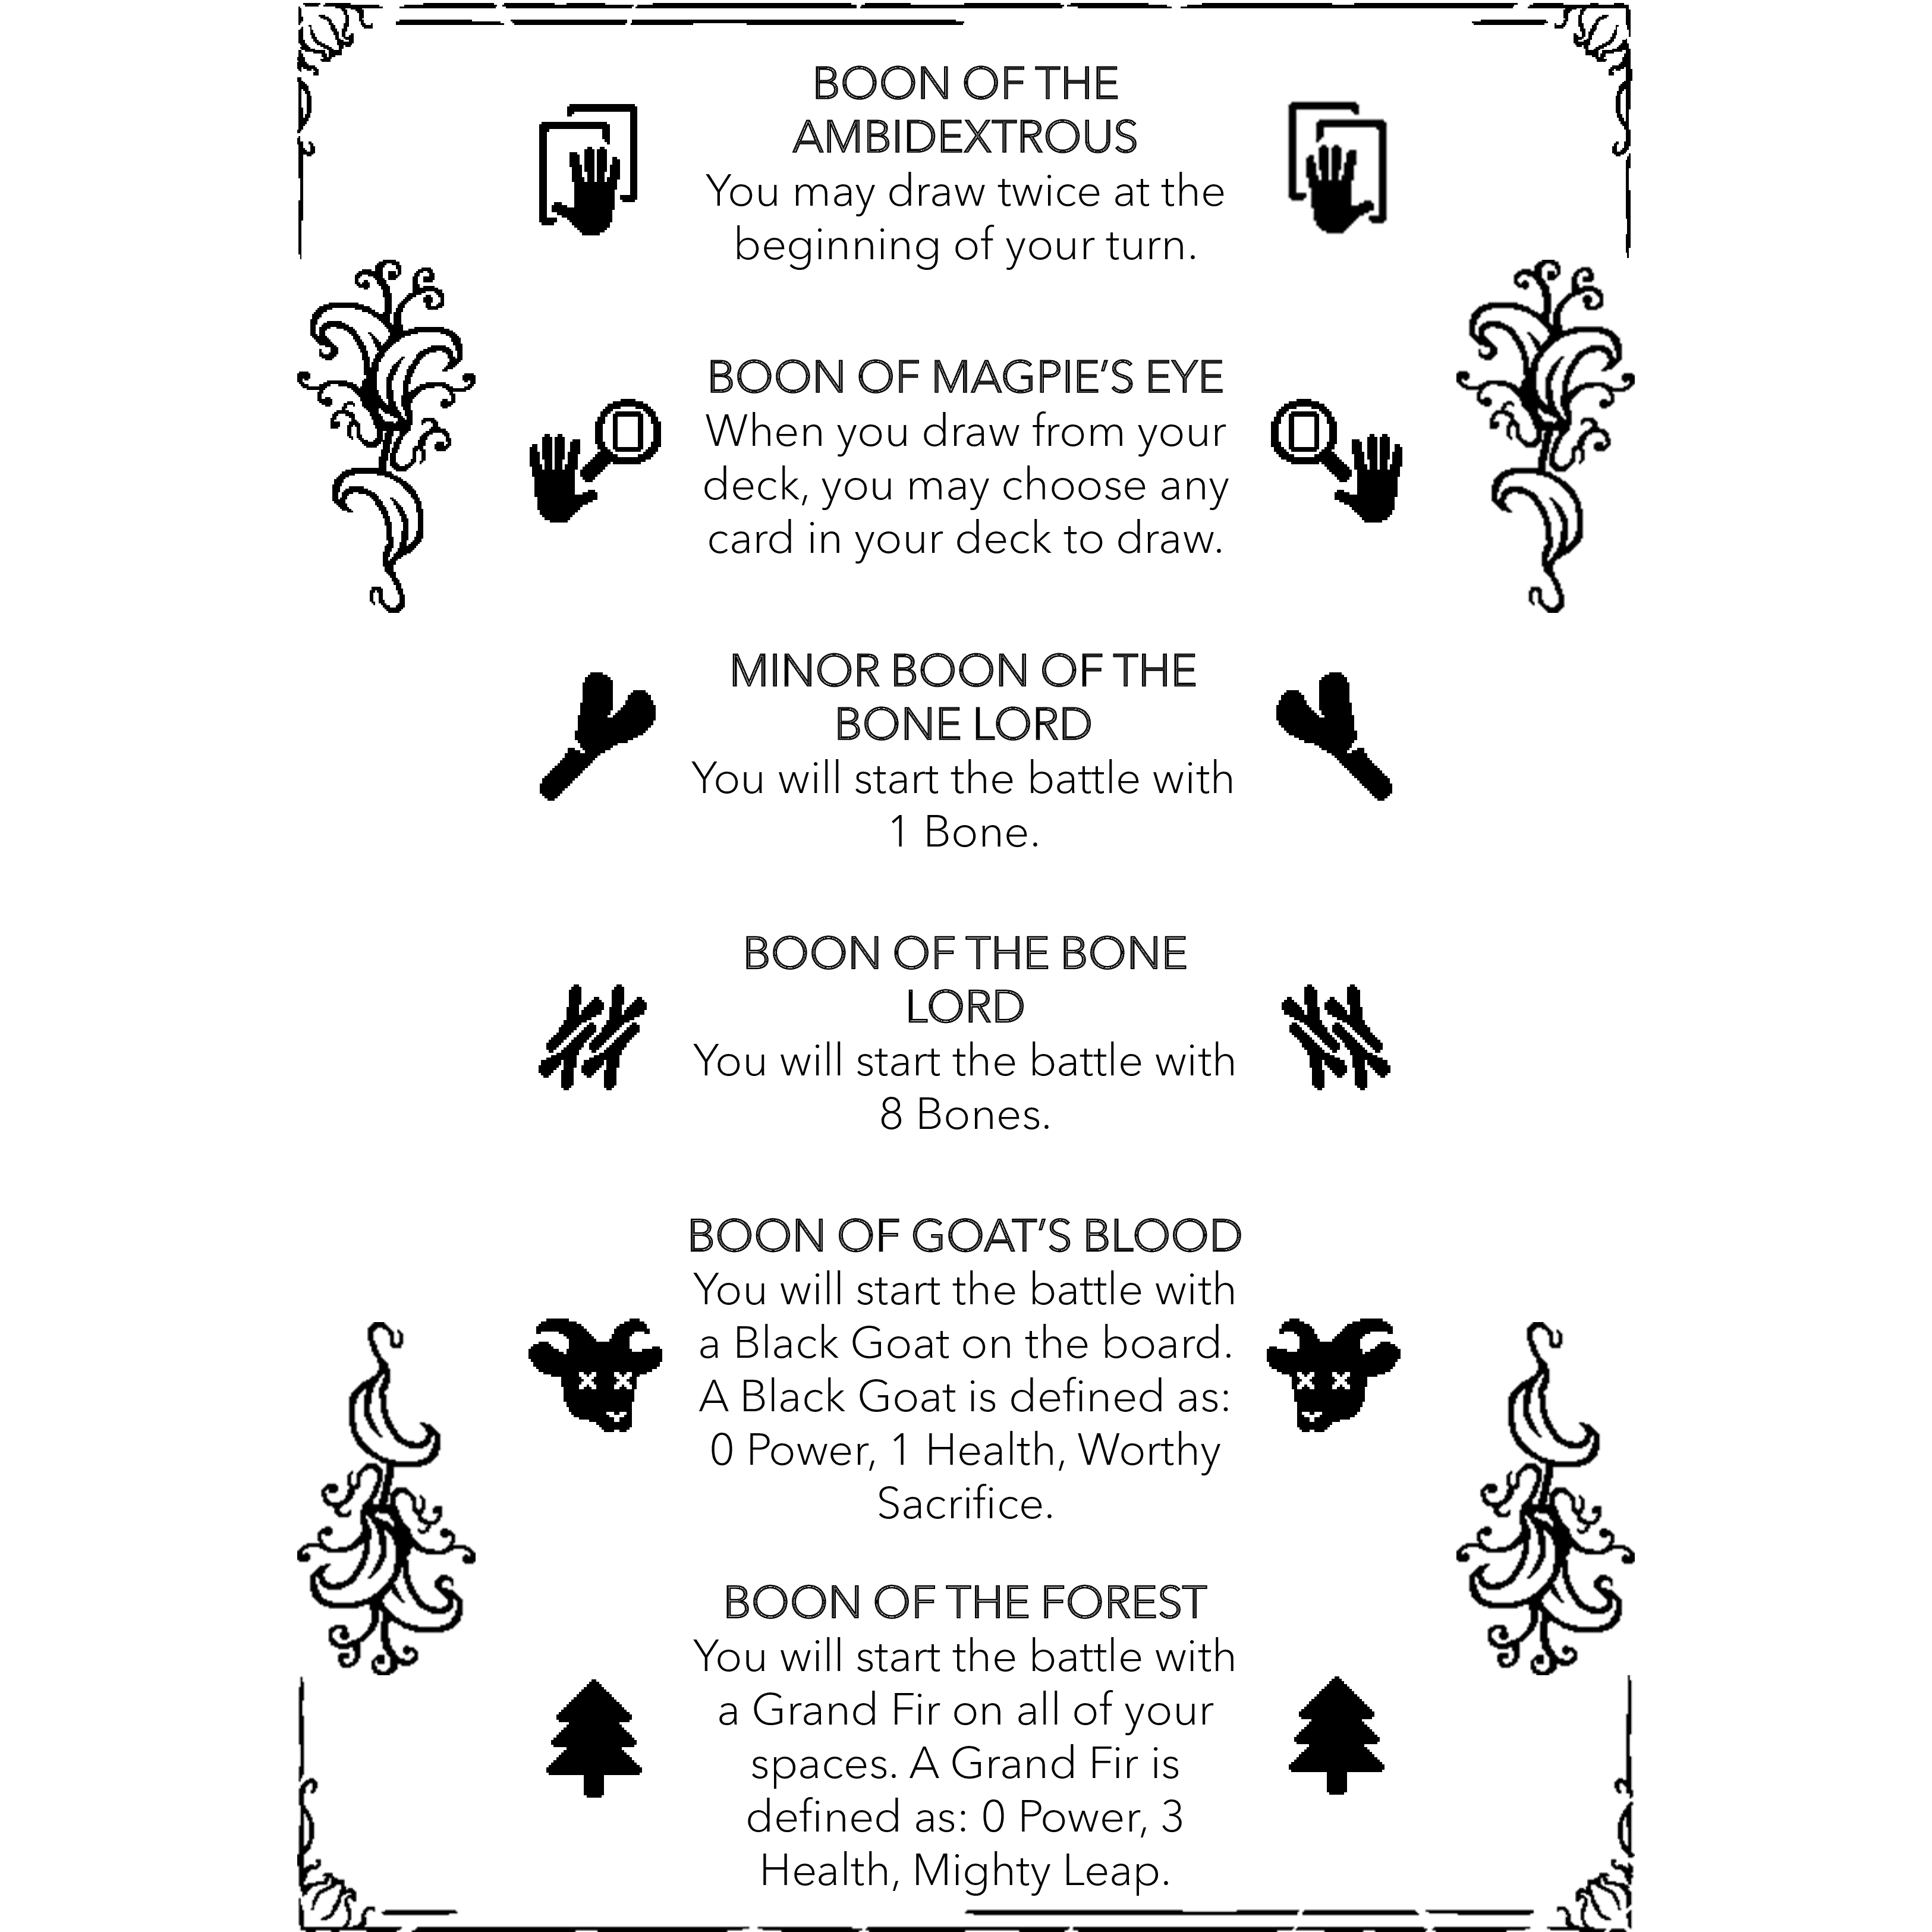 BOON OF THE
AMBIDEXTROUS
You may draw twice at the
beginning of your turn.
BOON OF MAGPIE’S EYE
When you draw from your
deck, you may choose any
card in your deck to draw.
MINOR BOON OF THE
BONE LORD
You will start the battle with
1 Bone.
BOON OF THE BONE
LORD
You will start the battle with
8 Bones.
BOON OF GOAT’S BLOOD
You will start the battle with
a Black Goat on the board.
A Black Goat is defined as:
0 Power, 1 Health, Worthy
Sacrifice.
BOON OF THE FOREST
You will start the battle with
a Grand Fir on all of your
spaces. A Grand Fir is
defined as: 0 Power, 3
Health, Mighty Leap.